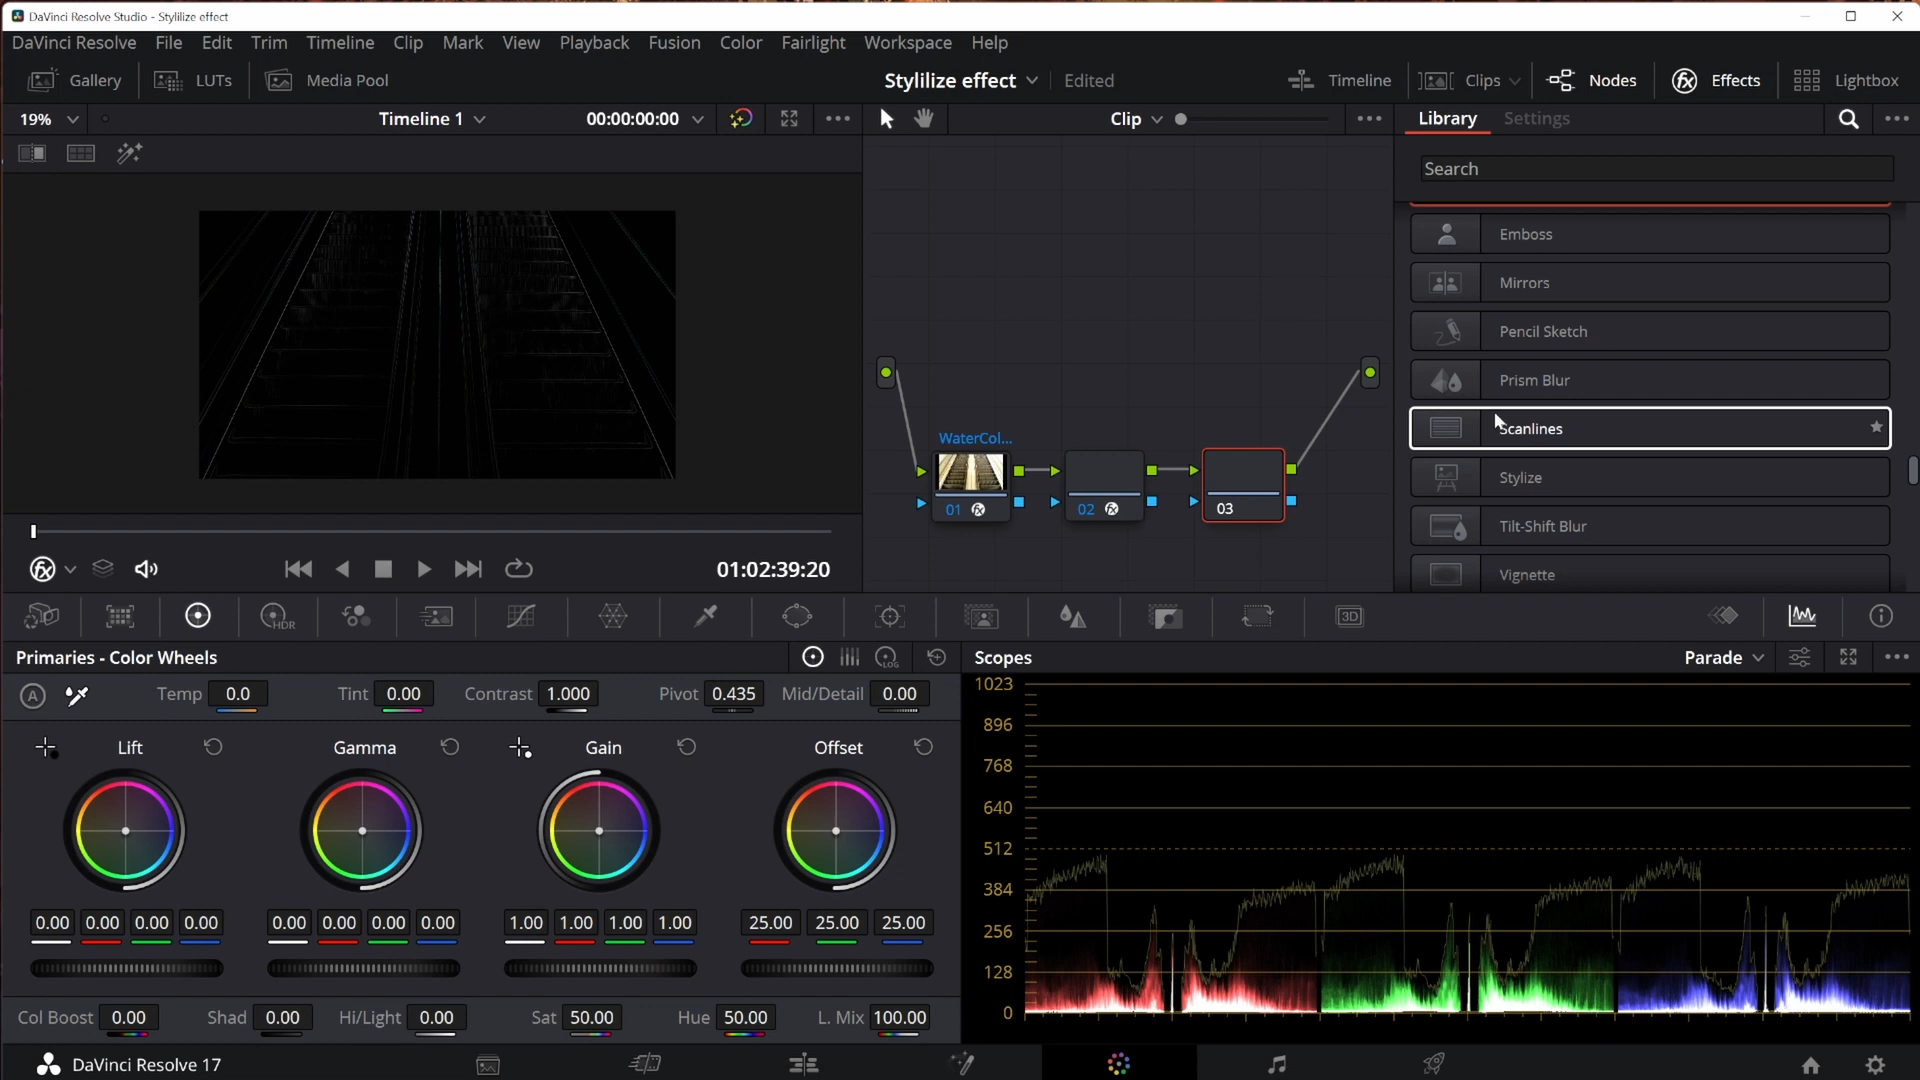 DaVinci Resolve Studio - Stylilize effect
DaVinci Resolve File Edit Trim Timeline Clip Mark View Playback Fusion Color Fairlight Workspace Help
Gallery LUTs Media Pool Stylilize effect Edited Timeline Clips Nodes Effects Lightbox
19% Timeline 1 00:00:00:00 Clip Library Settings
Search
Emboss
Mirrors
Pencil Sketch
Prism Blur
Scanlines
Stylize
Tilt-Shift Blur
Vignette
WaterCol...
01 02 03
01:02:39:20
HDR 3D
Primaries - Color Wheels LOG
Scopes Parade
Temp 0.0 Tint 0.00 Contrast 1.000 Pivot 0.435 Mid/Detail 0.00
A
Lift Gamma Gain Offset
0.00 0.00 0.00 0.00 0.00 0.00 0.00 0.00 1.00 1.00 1.00 1.00 25.00 25.00 25.00
Col Boost 0.00 Shad 0.00 Hi/Light 0.00 Sat 50.00 Hue 50.00 L. Mix 100.00
1023
896
768
640
512
384
256
128
0
DaVinci Resolve 17